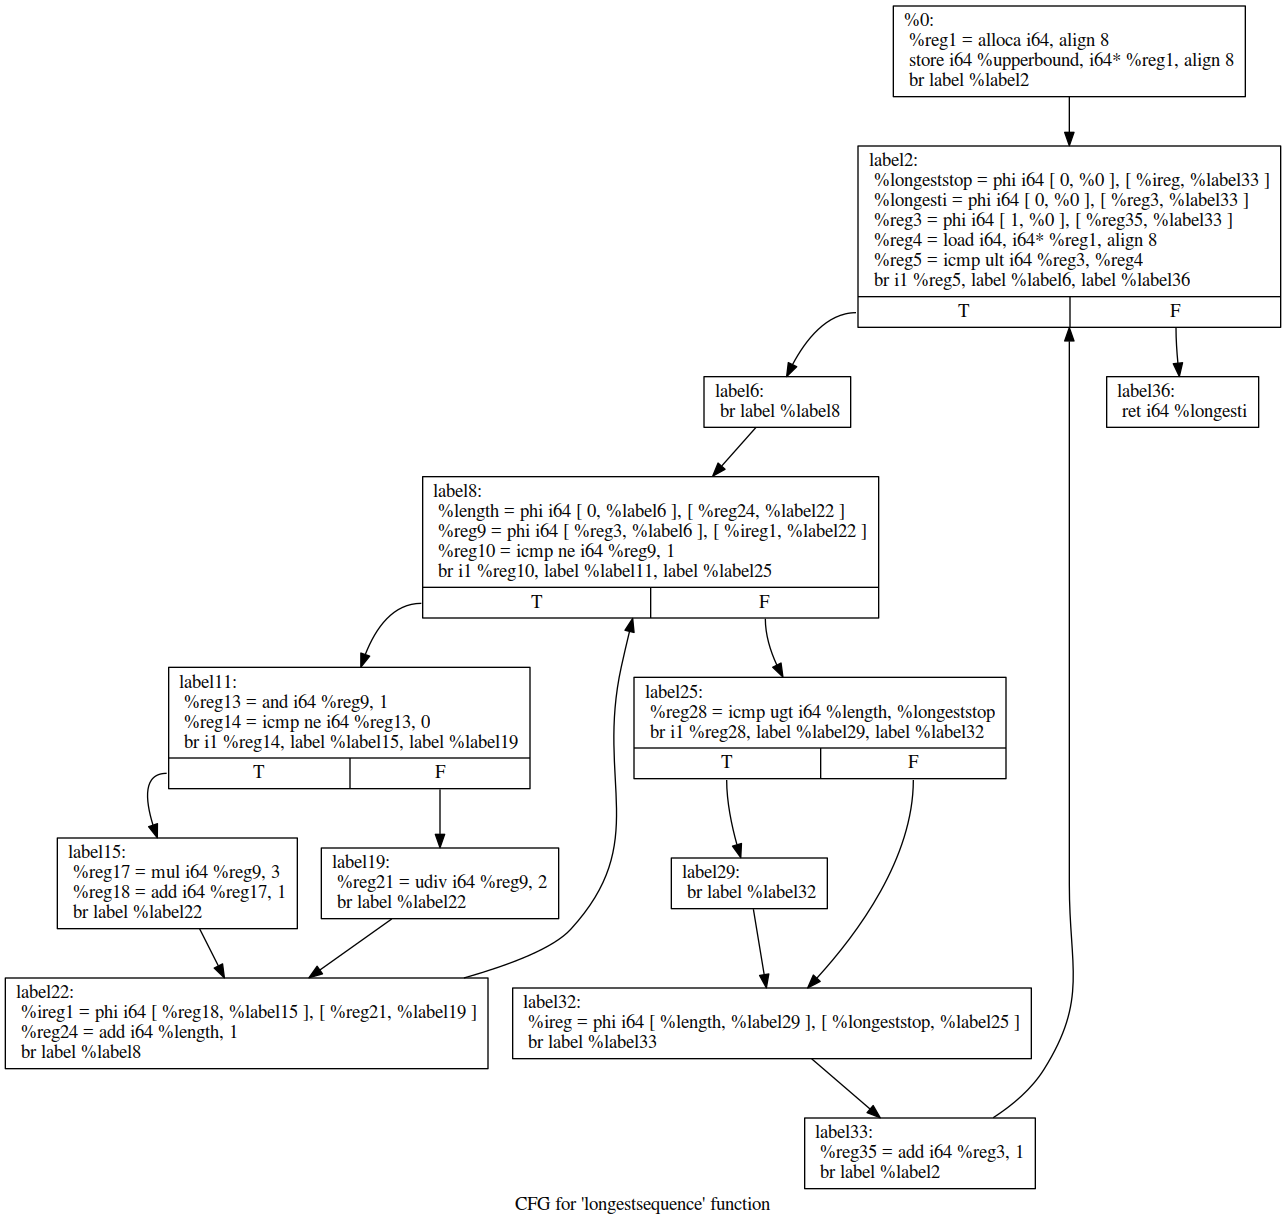 %0:
%reg1 = alloca i64, align 8
store i64 %upperbound, i64* %reg1, align 8
br label %label2
label2:
%longeststop = phi i64 [ 0, %0 ], [ %ireg, %label33 ]
%longesti = phi i64 [ 0, %0 ], [ %reg3, %label33 ]
%reg3 = phi i64 [ 1, %0 ], [ %reg35, %label33 ]
%reg4 = load i64, i64* %reg1, align 8
%reg5 = icmp ult i64 %reg3, %reg4
br i1 %reg5, label %label6, label %label36
T F
label6:
br label %label8
label36:
ret i64 %longesti
label8:
%length = phi i64 [ 0, %label6 ], [ %reg24, %label22 ]
%reg9 = phi i64 [ %reg3, %label6 ], [ %ireg1, %label22 ]
%reg10 = icmp ne i64 %reg9, 1
br i1 %reg10, label %label11, label %label25
T F
label11:
%reg13 = and i64 %reg9, 1
%reg14 = icmp ne i64 %reg13, 0
br i1 %reg14, label %label15, label %label19
T F
label25:
%reg28 = icmp ugt i64 %length, %longeststop
br i1 %reg28, label %label29, label %label32
T F
label15:
%reg17 = mul i64 %reg9, 3
%reg18 = add i64 %reg17, 1
br label %label22
label19:
%reg21 = udiv i64 %reg9, 2
br label %label22
label29:
br label %label32
label22:
%ireg1 = phi i64 [ %reg18, %label15 ], [ %reg21, %label19 ]
%reg24 = add i64 %length, 1
br label %label8
label32:
%ireg = phi i64 [ %length, %label29 ], [ %longeststop, %label25 ]
br label %label33
label33:
%reg35 = add i64 %reg3, 1
br label %label2
CFG for 'longestsequence' function